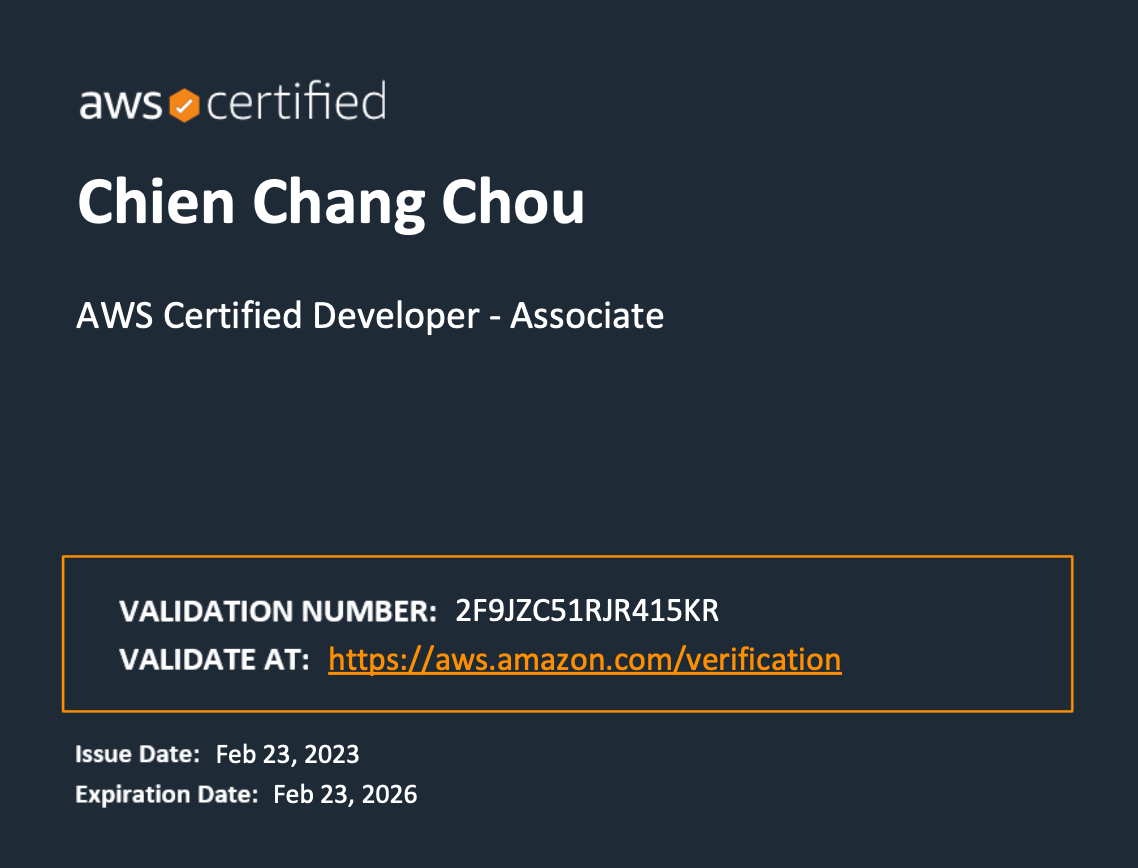 aws certified
Chien Chang Chou
AWS Certified Developer - Associate
VALIDATION NUMBER: 2F9JZC51RJR415KR
VALIDATE AT: https://aws.amazon.com/verification
Issue Date: Feb 23, 2023
Expiration Date: Feb 23, 2026